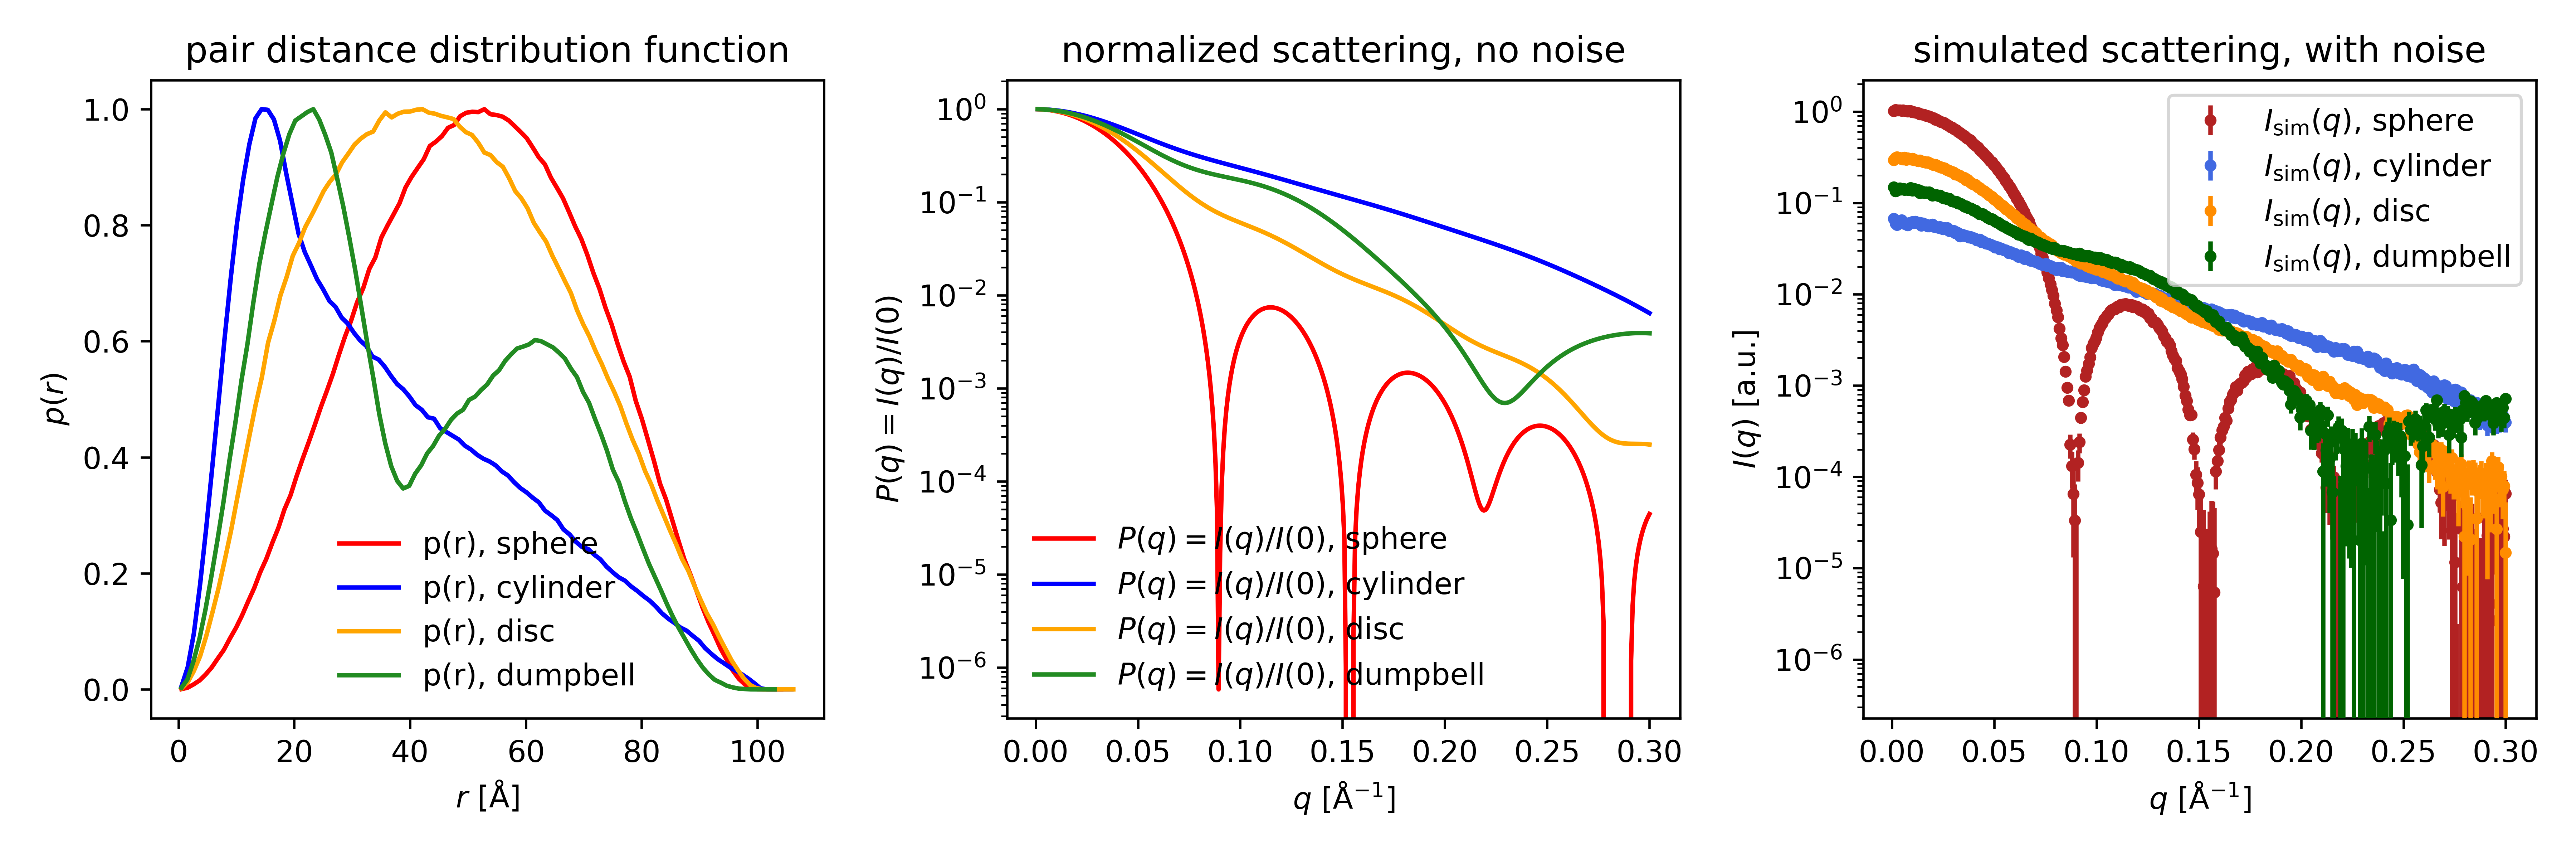 pair distance distribution function
p(r)
1.0
0.8
0.6
0.4
0.2
0.0
p(r), sphere
p(r), cylinder
p(r), disc
p(r), dumpbell
0 20 40 60 80 100
r [Å]
normalized scattering, no noise
P(q) = I(q)/I(0)
10⁰
10⁻¹
10⁻²
10⁻³
10⁻⁴
10⁻⁵
10⁻⁶
P(q) = I(q)/I(0), sphere
P(q) = I(q)/I(0), cylinder
P(q) = I(q)/I(0), disc
P(q) = I(q)/I(0), dumpbell
0.00 0.05 0.10 0.15 0.20 0.25 0.30
q [Å⁻¹]
simulated scattering, with noise
I(q) [a.u.]
10⁰
10⁻¹
10⁻²
10⁻³
10⁻⁴
10⁻⁵
10⁻⁶
I_sim(q), sphere
I_sim(q), cylinder
I_sim(q), disc
I_sim(q), dumpbell
0.00 0.05 0.10 0.15 0.20 0.25 0.30
q [Å⁻¹]